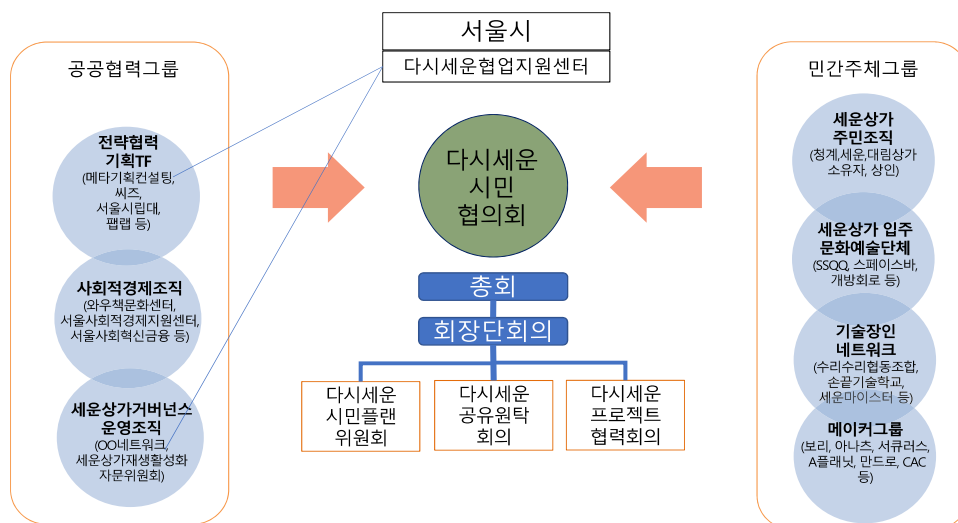 서울시
다시세운협업지원센터
공공협력그룹
전략협력
기획TF
(메타기획컨설팅,
씨즈,
서울시립대,
팹랩 등)
사회적경제조직
(와우책문화센터,
서울사회적경제지원센터,
서울사회혁신금융 등)
세운상가거버넌스
운영조직
(OO네트워크
세운상가재생활성화
자문위원회)
다시세운
시민
협의회
총회
회장단회의
다시세운
시민플랜
위원회
다시세운
공유원탁
회의
다시세운
프로젝트
협력회의
민간주체그룹
세운상가
주민조직
(청계,세운,대림상가
소유자, 상인)
세운상가 입주
문화예술단체
(SSQQ, 스페이스바,
개방회로 등)
기술장인
네트워크
(수리수리협동조합,
손끝기술학교,
세운마이스터 등)
메이커그룹
(보리, 아나츠, 서큐러스,
A플래닛, 만드로, CAC
등)